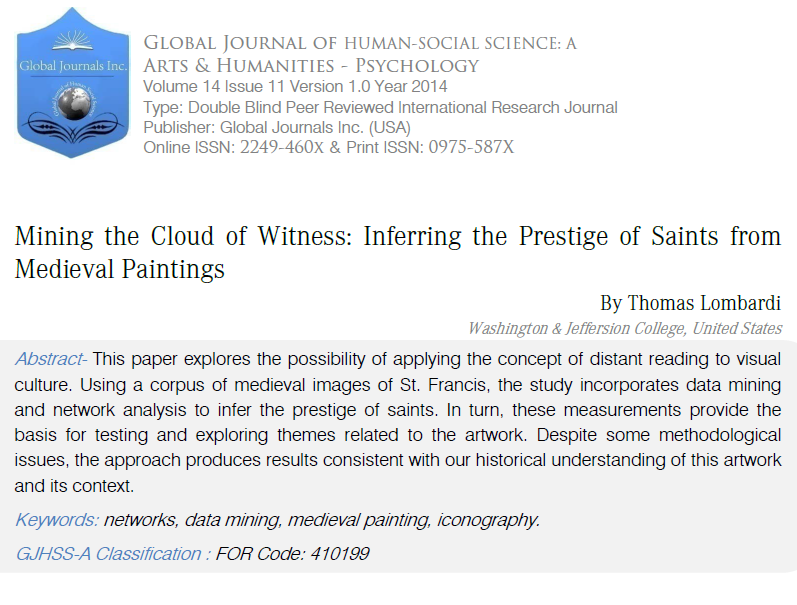 Global Journals Inc.
GLOBAL JOURNAL OF HUMAN-SOCIAL SCIENCE: A
ARTS & HUMANITIES - PSYCHOLOGY
Volume 14 Issue 11 Version 1.0 Year 2014
Type: Double Blind Peer Reviewed International Research Journal
Publisher: Global Journals Inc. (USA)
Online ISSN: 2249-460X & Print ISSN: 0975-587X
Mining the Cloud of Witness: Inferring the Prestige of Saints from
Medieval Paintings
By Thomas Lombardi
Washington & Jeffersion College, United States
Abstract- This paper explores the possibility of applying the concept of distant reading to visual
culture. Using a corpus of medieval images of St. Francis, the study incorporates data mining
and network analysis to infer the prestige of saints. In turn, these measurements provide the
basis for testing and exploring themes related to the artwork. Despite some methodological
issues, the approach produces results consistent with our historical understanding of this artwork
and its context.
Keywords: networks, data mining, medieval painting, iconography.
GJHSS-A Classification : FOR Code: 410199